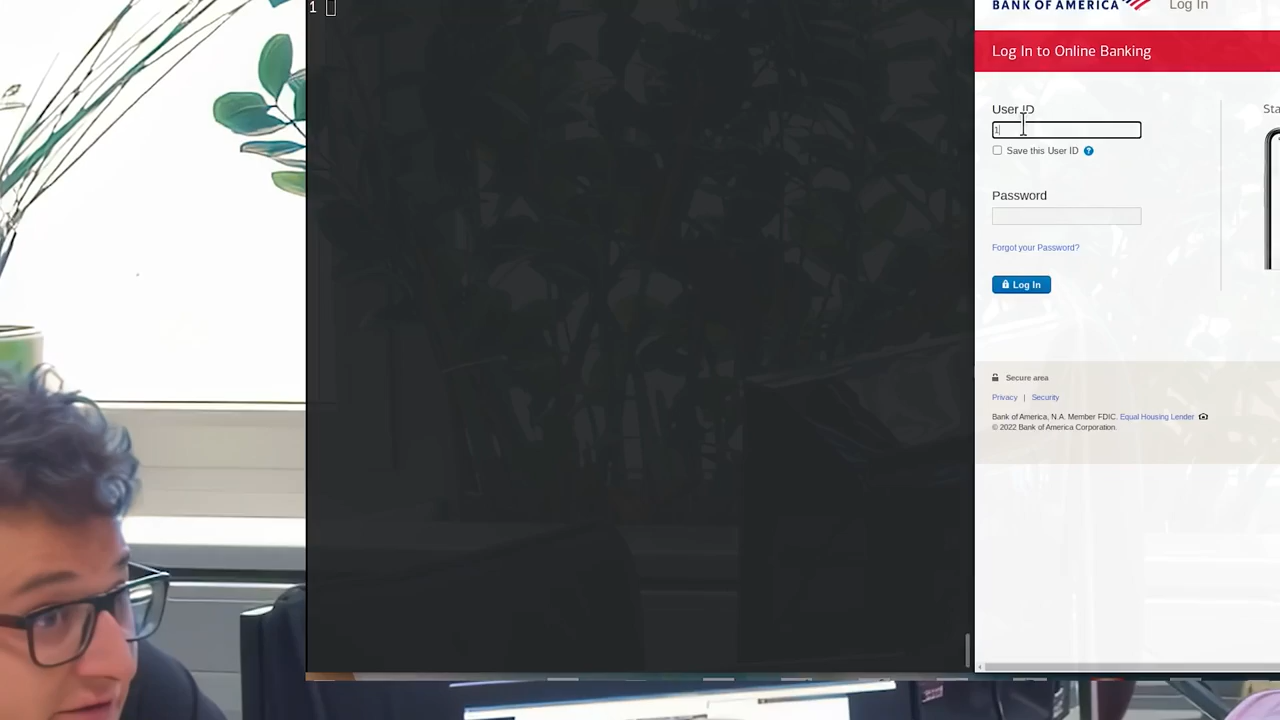 1
BANK OF AMERICA
Log In
Log In to Online Banking
User ID
1
Save this User ID ?
Sta
Password
Forgot your Password?
Log In
Secure area
Privacy | Security
Bank of America, N.A. Member FDIC. Equal Housing Lender
© 2022 Bank of America Corporation.